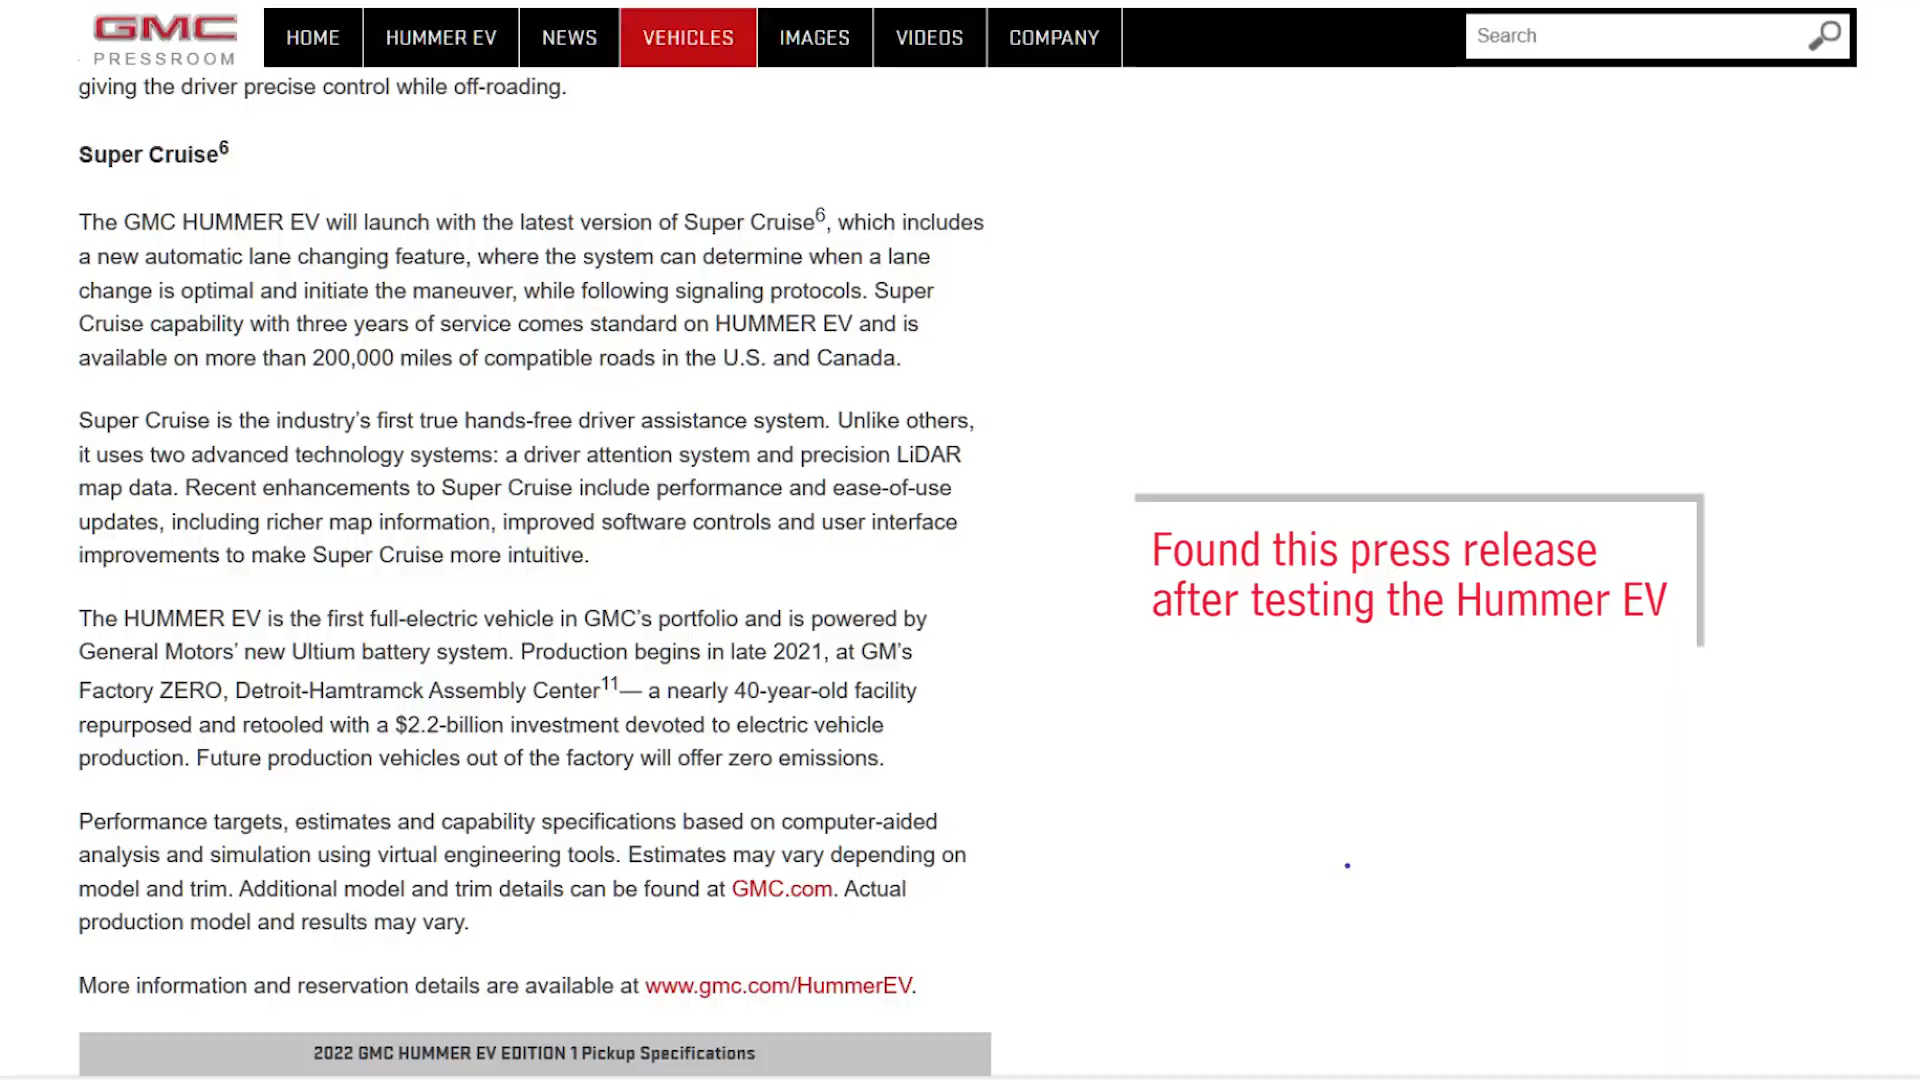 GMC
PRESSROOM
HOME
HUMMER EV
NEWS
VEHICLES
IMAGES
VIDEOS
COMPANY
Search
giving the driver precise control while off-roading.
Super Cruise6
The GMC HUMMER EV will launch with the latest version of Super Cruise6, which includes
a new automatic lane changing feature, where the system can determine when a lane
change is optimal and initiate the maneuver, while following signaling protocols. Super
Cruise capability with three years of service comes standard on HUMMER EV and is
available on more than 200,000 miles of compatible roads in the U.S. and Canada.
Super Cruise is the industry’s first true hands-free driver assistance system. Unlike others,
it uses two advanced technology systems: a driver attention system and precision LiDAR
map data. Recent enhancements to Super Cruise include performance and ease-of-use
updates, including richer map information, improved software controls and user interface
improvements to make Super Cruise more intuitive.
The HUMMER EV is the first full-electric vehicle in GMC’s portfolio and is powered by
General Motors’ new Ultium battery system. Production begins in late 2021, at GM’s
Factory ZERO, Detroit-Hamtramck Assembly Center11— a nearly 40-year-old facility
repurposed and retooled with a $2.2-billion investment devoted to electric vehicle
production. Future production vehicles out of the factory will offer zero emissions.
Performance targets, estimates and capability specifications based on computer-aided
analysis and simulation using virtual engineering tools. Estimates may vary depending on
model and trim. Additional model and trim details can be found at GMC.com. Actual
production model and results may vary.
More information and reservation details are available at www.gmc.com/HummerEV.
2022 GMC HUMMER EV EDITION 1 Pickup Specifications
Found this press release
after testing the Hummer EV